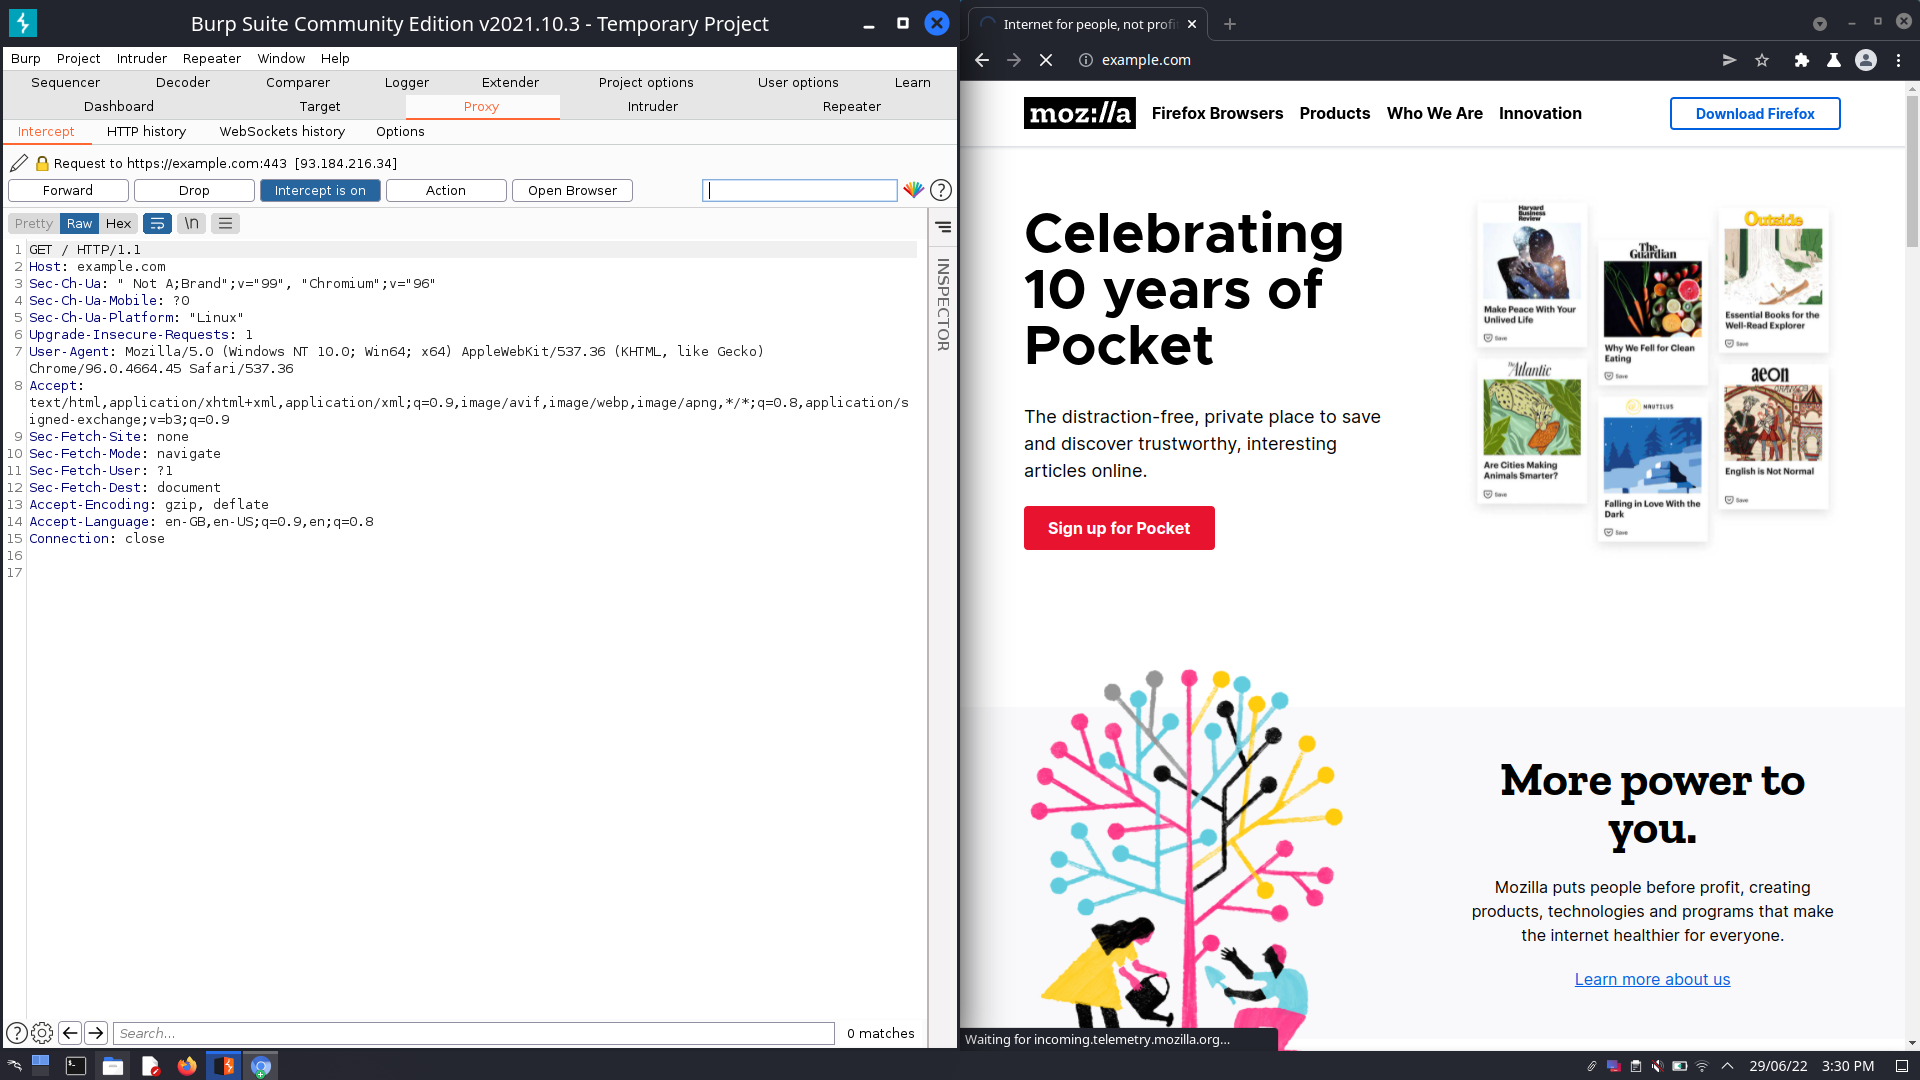 Burp Suite Community Edition v2021.10.3 - Temporary Project
Burp Project Intruder Repeater Window Help
Sequencer Decoder Comparer Logger Extender Project options User options Learn
Dashboard Target Proxy Intruder Repeater
Intercept HTTP history WebSockets history Options
Request to https://example.com:443 [93.184.216.34]
Forward Drop Intercept is on Action Open Browser
Pretty Raw Hex \n
INSPECTOR
1 GET / HTTP/1.1
2 Host: example.com
3 Sec-Ch-Ua: " Not A;Brand";v="99", "Chromium";v="96"
4 Sec-Ch-Ua-Mobile: ?0
5 Sec-Ch-Ua-Platform: "Linux"
6 Upgrade-Insecure-Requests: 1
7 User-Agent: Mozilla/5.0 (Windows NT 10.0; Win64; x64) AppleWebKit/537.36 (KHTML, like Gecko)
Chrome/96.0.4664.45 Safari/537.36
8 Accept:
text/html,application/xhtml+xml,application/xml;q=0.9,image/avif,image/webp,image/apng,*/*;q=0.8,application/s
igned-exchange;v=b3;q=0.9
9 Sec-Fetch-Site: none
10 Sec-Fetch-Mode: navigate
11 Sec-Fetch-User: ?1
12 Sec-Fetch-Dest: document
13 Accept-Encoding: gzip, deflate
14 Accept-Language: en-GB,en-US;q=0.9,en;q=0.8
15 Connection: close
16
17
Search...
0 matches
Internet for people, not profi
example.com
moz://a Firefox Browsers Products Who We Are Innovation Download Firefox
Celebrating
10 years of
Pocket
The distraction-free, private place to save
and discover trustworthy, interesting
articles online.
Sign up for Pocket
Harvard
Business
Review
Make Peace With Your
Unlived Life
Save
The
Guardian
Why We Fell for Clean
Eating
Save
Outside
Essential Books for the
Well-Read Explorer
Save
The Atlantic
Are Cities Making
Animals Smarter?
Save
NAUTILUS
Falling in Love With the
Dark
Save
aeon
English is Not Normal
Save
More power to
you.
Mozilla puts people before profit, creating
products, technologies and programs that make
the internet healthier for everyone.
Learn more about us
Waiting for incoming.telemetry.mozilla.org...
29/06/22 3:30 PM